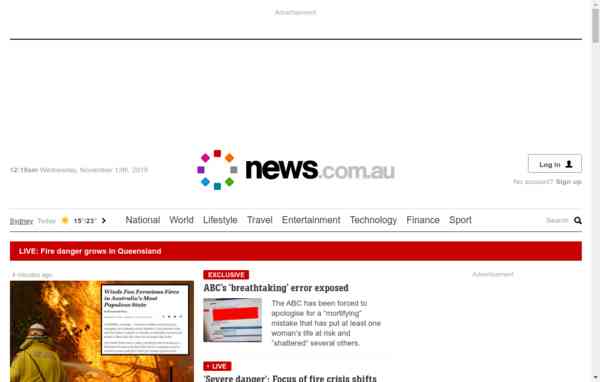 Advertisement
12:19am Wednesday, November 13th, 2019
news.com.au
Log in
No account? Sign up
Sydney Today 15°/23° >
National World Lifestyle Travel Entertainment Technology Finance Sport
Search
LIVE: Fire danger grows in Queensland
4 minutes ago
Winds Fan Ferocious Fires
in Australia's Most
Populous State
EXCLUSIVE
ABC's 'breathtaking' error exposed
The ABC has been forced to
apologise for a "mortifying"
mistake that has put at least one
woman's life at risk and
"shattered" several others.
Advertisement
LIVE
'Severe danger': Focus of fire crisis shifts